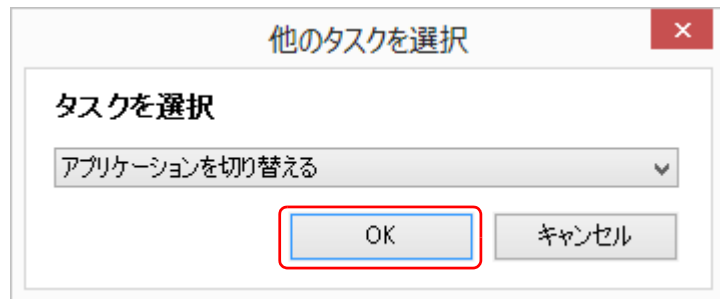 他のタスクを選択
タスクを選択
アプリケーションを切り替える
OK
キャンセル